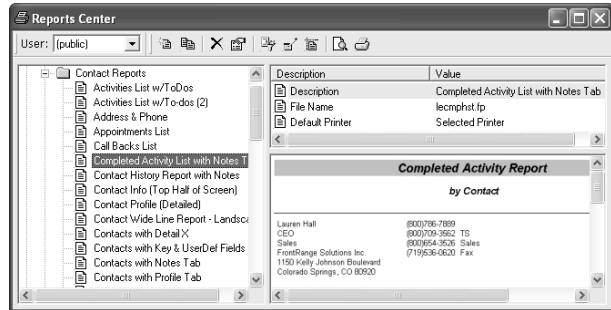 Reports Center
User: (public)
Contact Reports
Activities List w/ToDos
Activities List w/To-dos (2)
Address & Phone
Appointments List
Call Backs List
Completed Activity List with Notes T
Contact History Report with Notes
Contact Info (Top Half of Screen)
Contact Profile (Detailed)
Contact Wide Line Report - Landsca
Contacts with Detail X
Contacts with Key & UserDef Fields
Contacts with Notes Tab
Contacts with Profile Tab
Description Value
Description Completed Activity List with Notes Tab
File Name lecmphst.fp
Default Printer Selected Printer
Completed Activity Report
by Contact
Lauren Hall (800)786-7889
CEO (800)709-3562 TS
Sales (800)654-3526 Sales
FrontRange Solutions Inc. (719)536-0620 Fax
1150 Kelly Johnson Boulevard
Colorado Springs, CO 80920